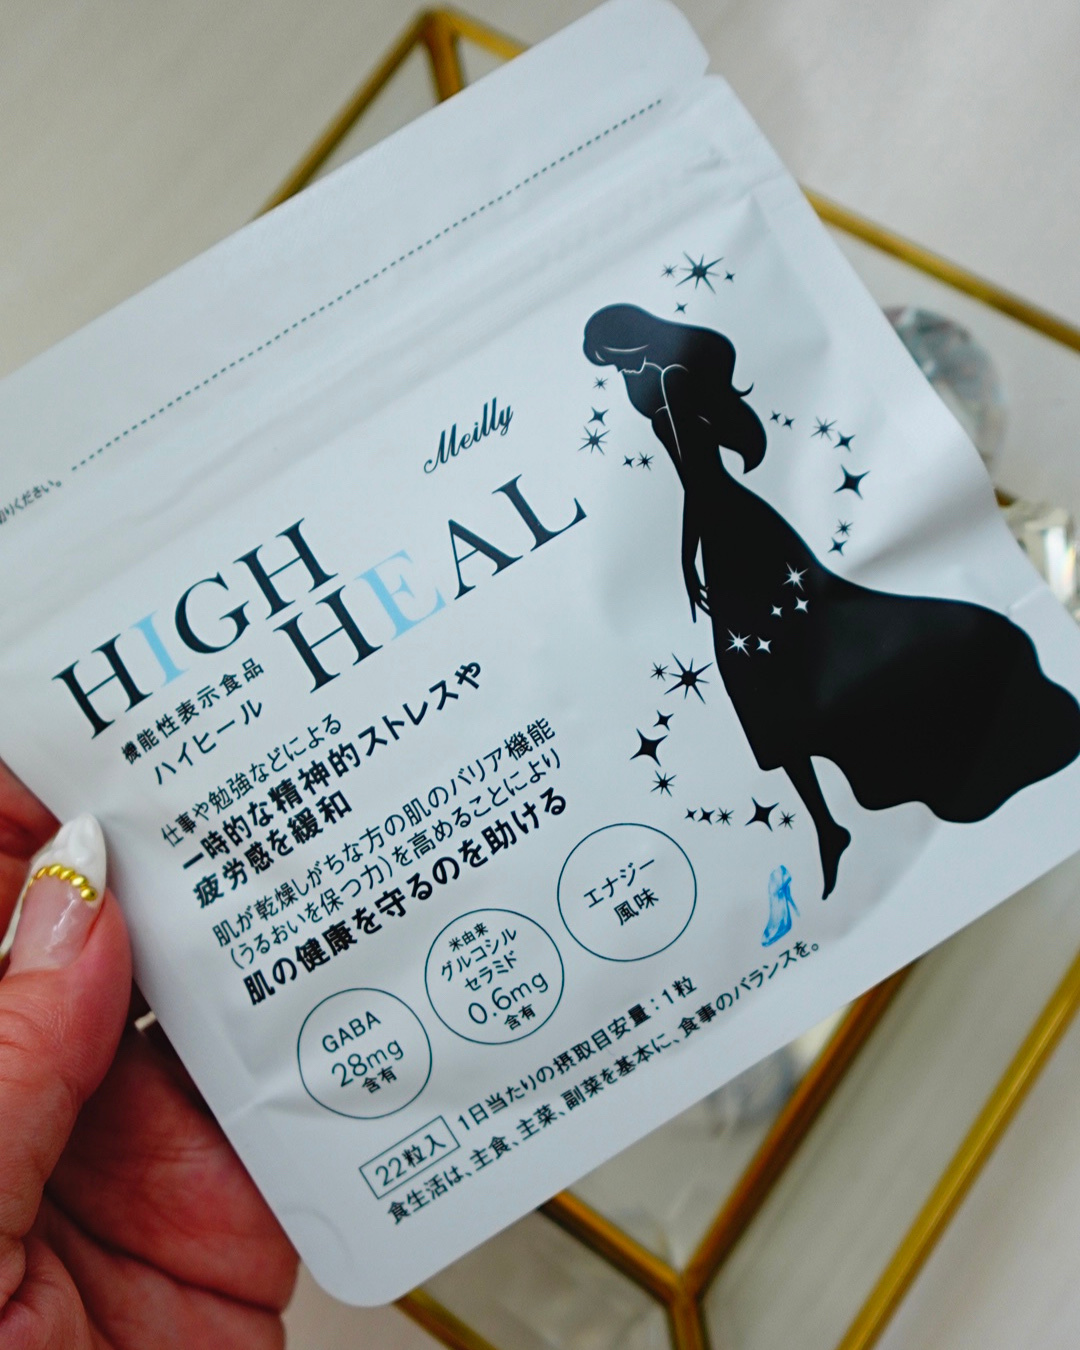 切りください。
Meilly
HIGH
HEAL
機能性表示食品
ハイヒール
仕事や勉強などによる
一時的な精神的ストレスや
疲労感を緩和
肌が乾燥しがちな方の肌のバリア機能
(うるおいを保つ力)を高めることにより
肌の健康を守るのを助ける
GABA
28mg
含有
米由来
グルコシル
セラミド
0.6mg
含有
エナジー
風味
22粒入 1日当たりの摂取目安量：1粒
食生活は、主食、主菜、副菜を基本に、食事のバランスを。